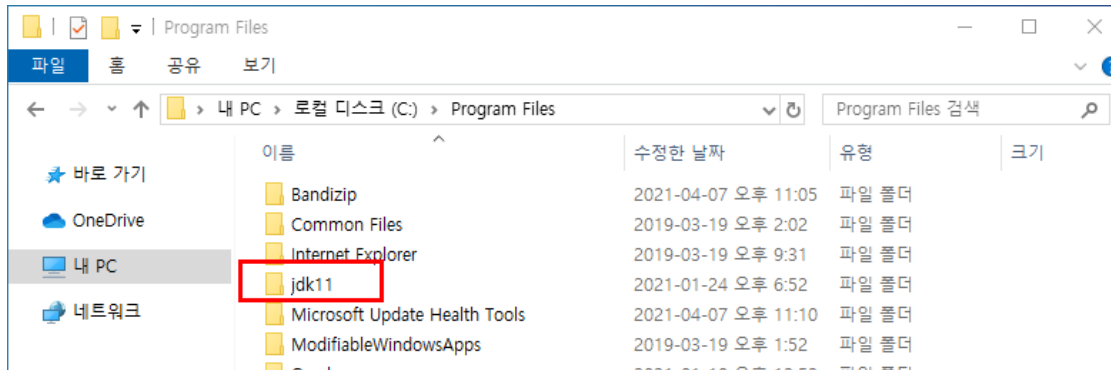 Program Files
파일 홈 공유 보기
내 PC > 로컬 디스크 (C:) > Program Files
Program Files 검색
이름 수정한 날짜 유형 크기
바로 가기
OneDrive
내 PC
네트워크
Bandizip 2021-04-07 오후 11:05 파일 폴더
Common Files 2019-03-19 오후 2:02 파일 폴더
Internet Explorer 2019-03-19 오후 9:31 파일 폴더
jdk11 2021-01-24 오후 6:52 파일 폴더
Microsoft Update Health Tools 2021-04-07 오후 11:10 파일 폴더
ModifiableWindowsApps 2019-03-19 오후 1:52 파일 폴더